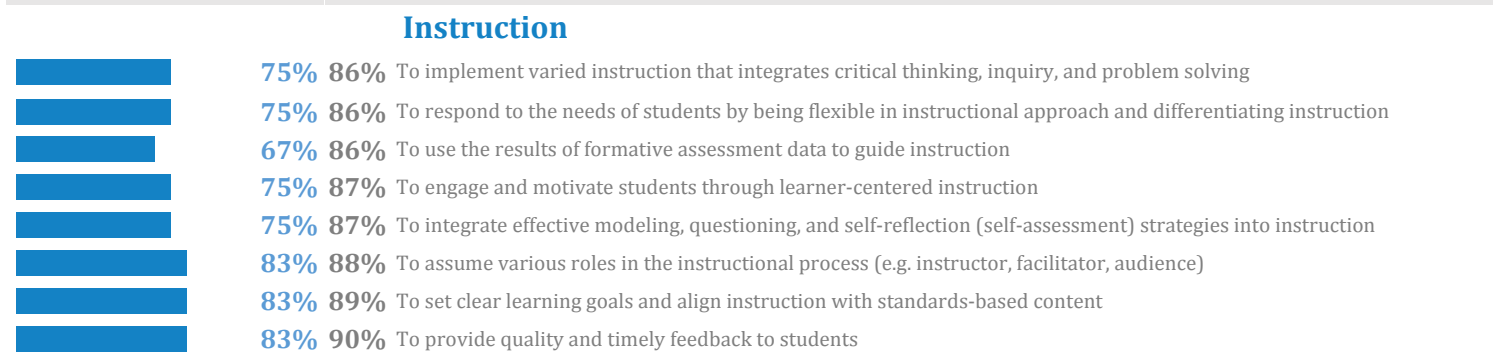 Instruction
75% 86% To implement varied instruction that integrates critical thinking, inquiry, and problem solving
75% 86% To respond to the needs of students by being flexible in instructional approach and differentiating instruction
67% 86% To use the results of formative assessment data to guide instruction
75% 87% To engage and motivate students through learner-centered instruction
75% 87% To integrate effective modeling, questioning, and self-reflection (self-assessment) strategies into instruction
83% 88% To assume various roles in the instructional process (e.g. instructor, facilitator, audience)
83% 89% To set clear learning goals and align instruction with standards-based content
83% 90% To provide quality and timely feedback to students